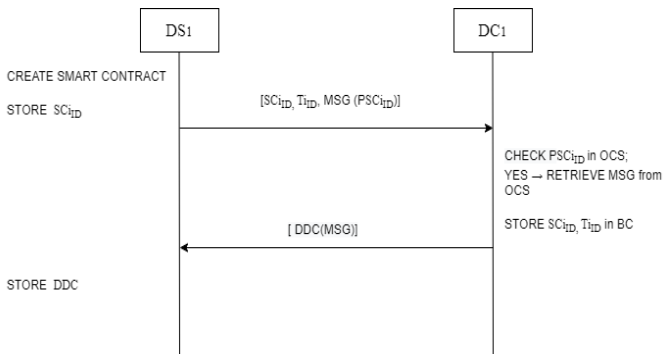 DS1
DC1
CREATE SMART CONTRACT
[SCiID, TiID, MSG (PSCiID)]
STORE SCiID
CHECK PSCiID in OCS;
YES → RETRIEVE MSG from
OCS
STORE SCiID, TiID in BC
[ DDC(MSG)]
STORE DDC